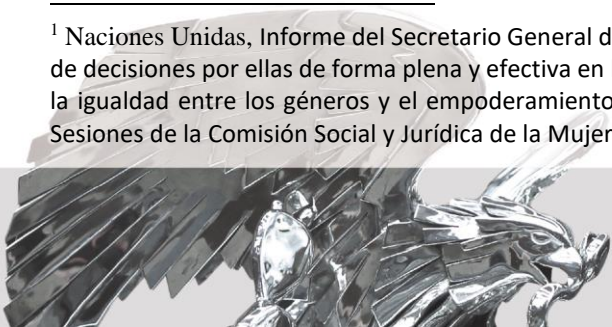 1 Naciones Unidas, Informe del Secretario General d
de decisiones por ellas de forma plena y efectiva en
la igualdad entre los géneros y el empoderamiento
Sesiones de la Comisión Social y Jurídica de la Mujer